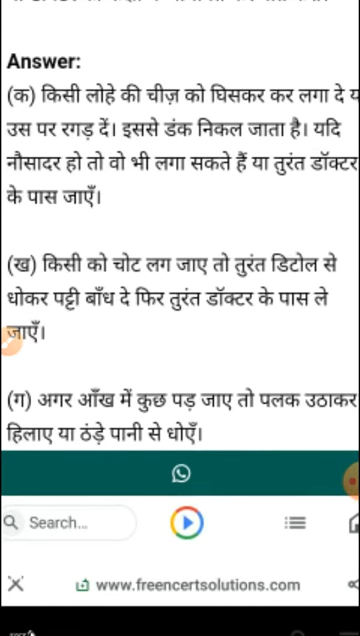 Answer:
(क) किसी लोहे की चीज़ को घिसकर कर लगा दे य
उस पर रगड़ दें। इससे डंक निकल जाता है। यदि
नौसादर हो तो वो भी लगा सकते हैं या तुरंत डॉक्टर
के पास जाएँ।
(ख) किसी को चोट लग जाए तो तुरंत डिटोल से
धोकर पट्टी बाँध दे फिर तुरंत डॉक्टर के पास ले
जाएँ।
(ग) अगर आँख में कुछ पड़ जाए तो पलक उठाकर
हिलाए या ठंड़े पानी से धोएँ।
Search...
www.freencertsolutions.com